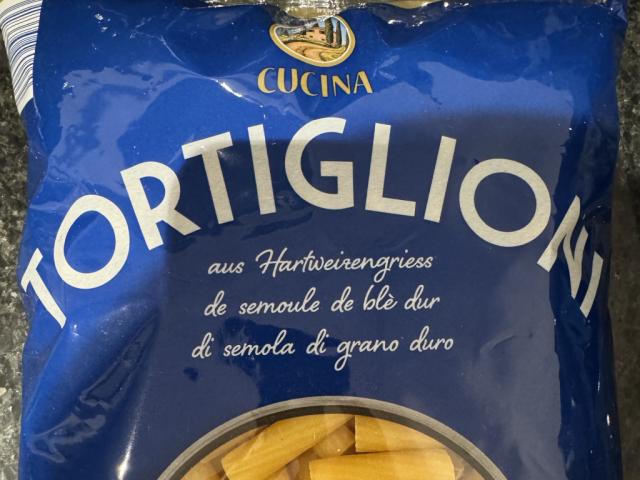 CUCINA
TORTIGLIONI
aus Hartweizengriess
de semoule de blè dur
di semola di grano duro